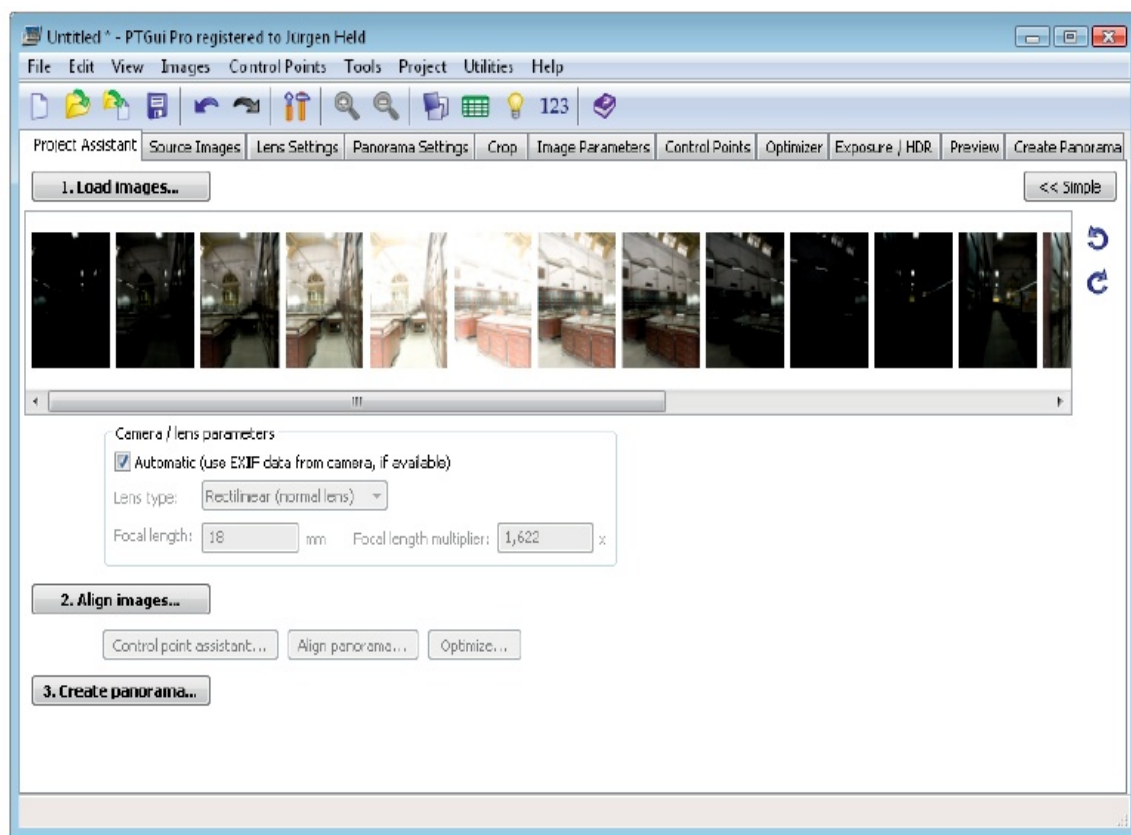 Untitled * - PTGui Pro registered to Jürgen Held
File Edit View Images Control Points Tools Project Utilities Help
123
Project Assistant Source Images Lens Settings Panorama Settings Crop Image Parameters Control Points Optimizer Exposure / HDR Preview Create Panorama
1. Load images... << Simple
Camera / lens parameters
Automatic (use EXIF data from camera, if available)
Lens type: Rectilinear (normal lens)
Focal length: 18 mm Focal length multiplier: 1,622 x
2. Align images...
Control point assistant... Align panorama... Optimize...
3. Create panorama...